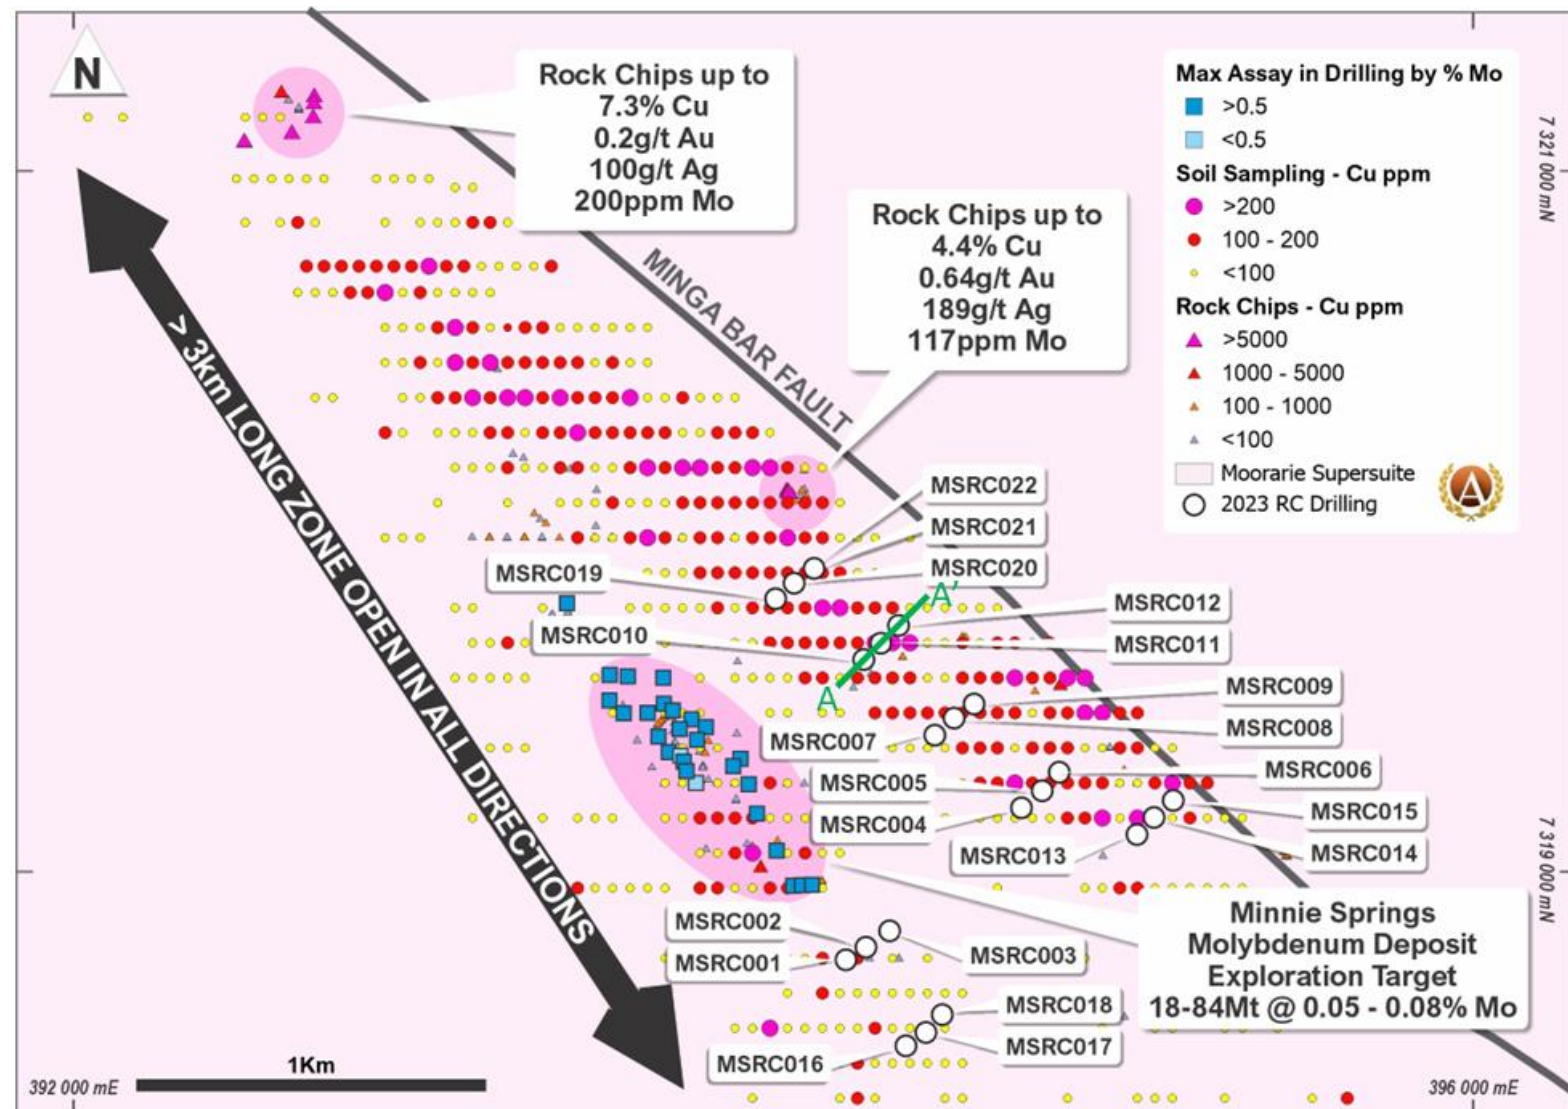 N
Rock Chips up to
7.3% Cu
0.2g/t Au
100g/t Ag
200ppm Mo
Rock Chips up to
4.4% Cu
0.64g/t Au
189g/t Ag
117ppm Mo
MINGA BAR FAULT
> 3km LONG ZONE OPEN IN ALL DIRECTIONS
Max Assay in Drilling by % Mo
>0.5
<0.5
Soil Sampling - Cu ppm
>200
100 - 200
<100
Rock Chips - Cu ppm
>5000
1000 - 5000
100 - 1000
<100
Moorarie Supersuite
2023 RC Drilling
A
7 321 000 mN
MSRC022
MSRC021
MSRC020
MSRC019
A'
MSRC012
MSRC010
MSRC011
A
MSRC009
MSRC008
MSRC007
MSRC006
MSRC005
MSRC015
MSRC004
MSRC014
MSRC013
7 319 000 mN
Minnie Springs
Molybdenum Deposit
Exploration Target
18-84Mt @ 0.05 - 0.08% Mo
MSRC002
MSRC003
MSRC001
MSRC018
MSRC017
MSRC016
1Km
392 000 mE
396 000 mE